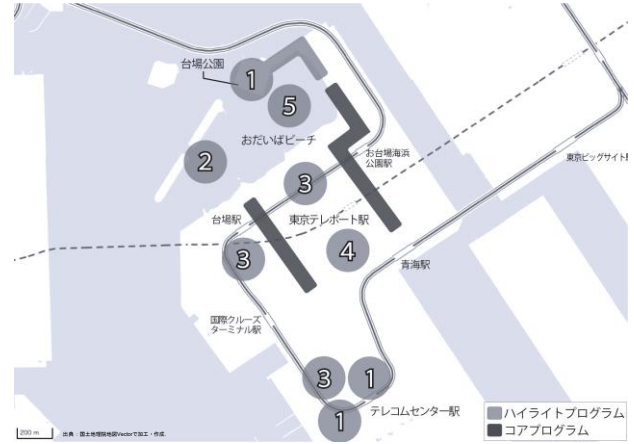 台場公園
1
5
おだいばビーチ
2
お台場海浜
公園駅
東京ビッグサイト駅
3
台場駅
東京テレポート駅
3
4
青海駅
国際クルーズ
ターミナル駅
3
1
テレコムセンター駅
1
ハイライトプログラム
コアプログラム
200 m
出典:国土地理院地図Vectorで加工・作成